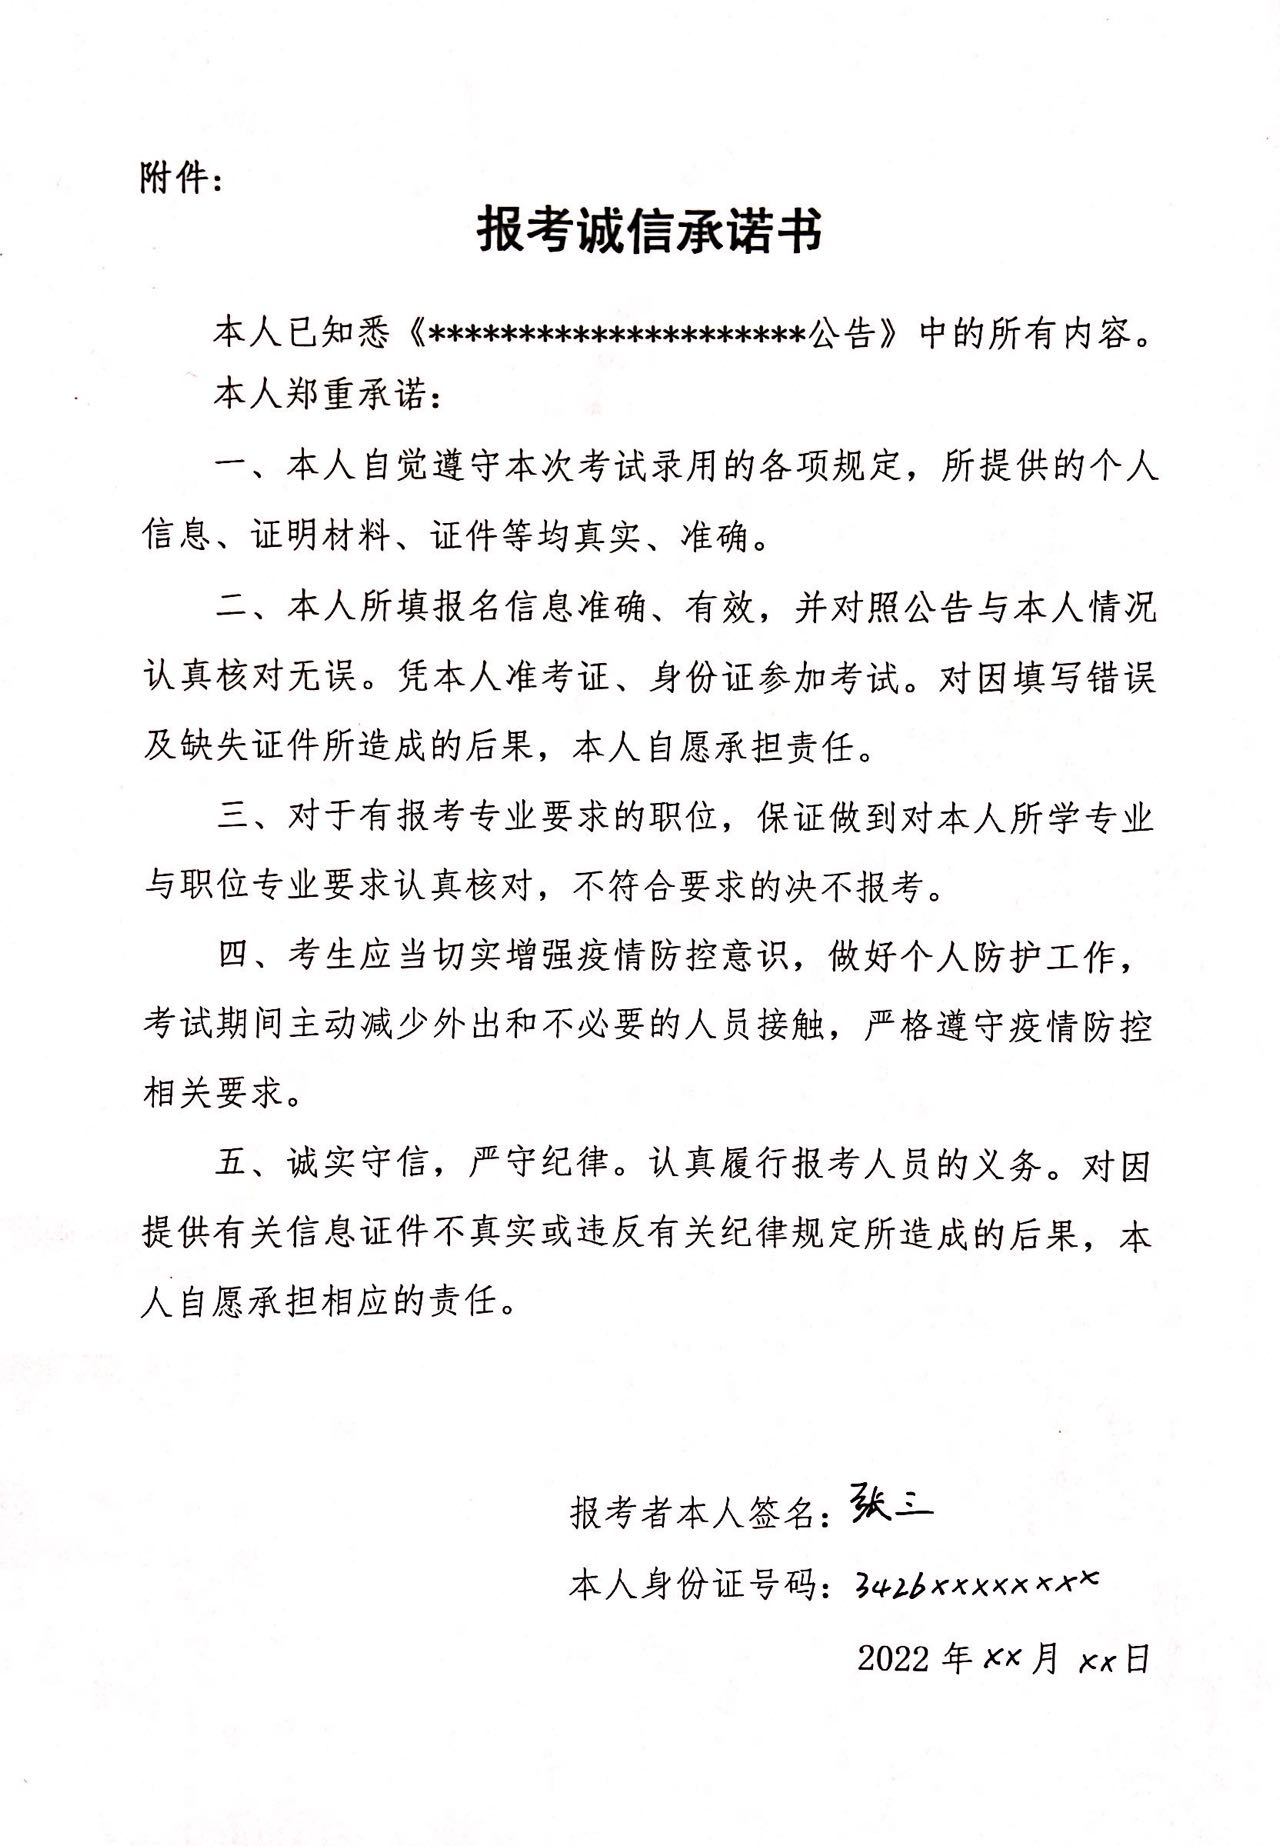 附件：
报考诚信承诺书
本人已知悉《*********************公告》中的所有内容。
本人郑重承诺：
一、本人自觉遵守本次考试录用的各项规定，所提供的个人
信息、证明材料、证件等均真实、准确。
二、本人所填报名信息准确、有效，并对照公告与本人情况
认真核对无误。凭本人准考证、身份证参加考试。对因填写错误
及缺失证件所造成的后果，本人自愿承担责任。
三、对于有报考专业要求的职位，保证做到对本人所学专业
与职位专业要求认真核对，不符合要求的决不报考。
四、考生应当切实增强疫情防控意识，做好个人防护工作，
考试期间主动减少外出和不必要的人员接触，严格遵守疫情防控
相关要求。
五、诚实守信，严守纪律。认真履行报考人员的义务。对因
提供有关信息证件不真实或违反有关纪律规定所造成的后果，本
人自愿承担相应的责任。
报考者本人签名：张三
本人身份证号码：3426xxxxxxxx
2022 年 xx 月 xx 日